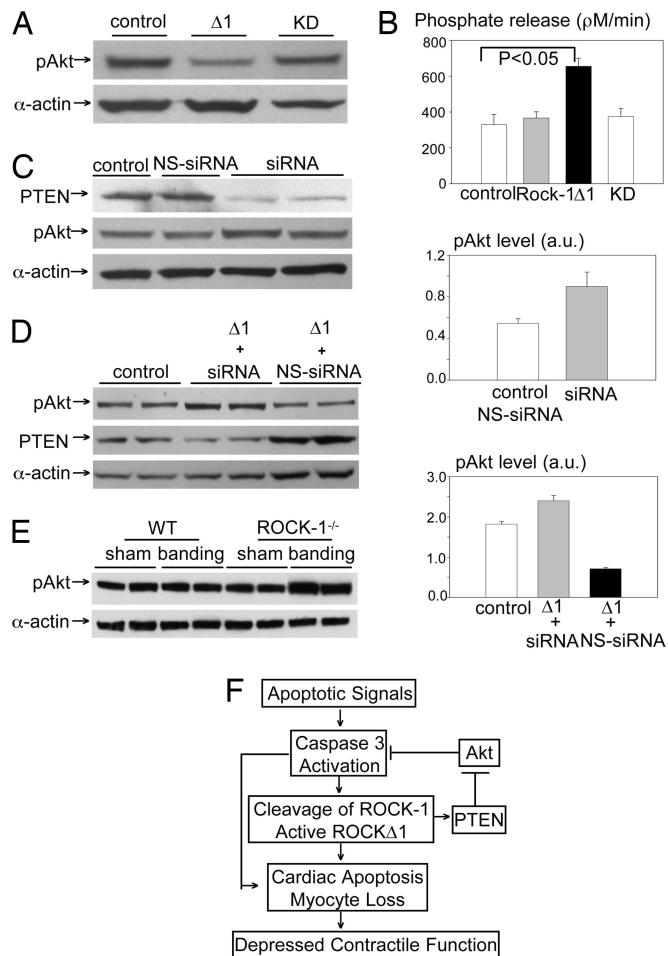 A
control Δ1 KD
pAkt
α-actin
B
Phosphate release (ρM/min)
800
600
400
200
0
P<0.05
control Rock-1 Δ1 KD
C
control NS-siRNA siRNA
PTEN
pAkt
α-actin
pAkt level (a.u.)
1.2
0.8
0.4
0.0
control siRNA
NS-siRNA
D
Δ1 Δ1
+ +
control siRNA NS-siRNA
pAkt
PTEN
α-actin
pAkt level (a.u.)
3.0
2.0
1.0
0.0
control Δ1 Δ1
+ +
siRNA NS-siRNA
E
WT ROCK-1-/-
sham banding sham banding
pAkt
α-actin
F
Apoptotic Signals
Caspase 3
Activation
Akt
Cleavage of ROCK-1
Active ROCKΔ1
PTEN
Cardiac Apoptosis
Myocyte Loss
Depressed Contractile Function